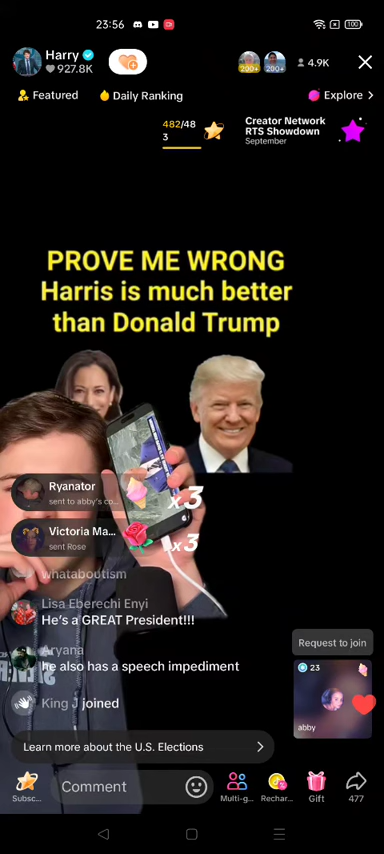 23:56
100
Harry
927.8K
200+
200+
4.9K
Featured
Daily Ranking
Explore
482/48
3
Creator Network
RTS Showdown
September
PROVE ME WRONG
Harris is much better
than Donald Trump
Ryanator
sent to abby's co...
x3
Victoria Ma...
sent Rose
x3
whataboutism
Lisa Eberechi Enyi
He's a GREAT President!!!
Aryana
he also has a speech impediment
King J joined
Request to join
23
abby
Learn more about the U.S. Elections
Comment
Subsc...
Multi-g...
Rechar...
Gift
477